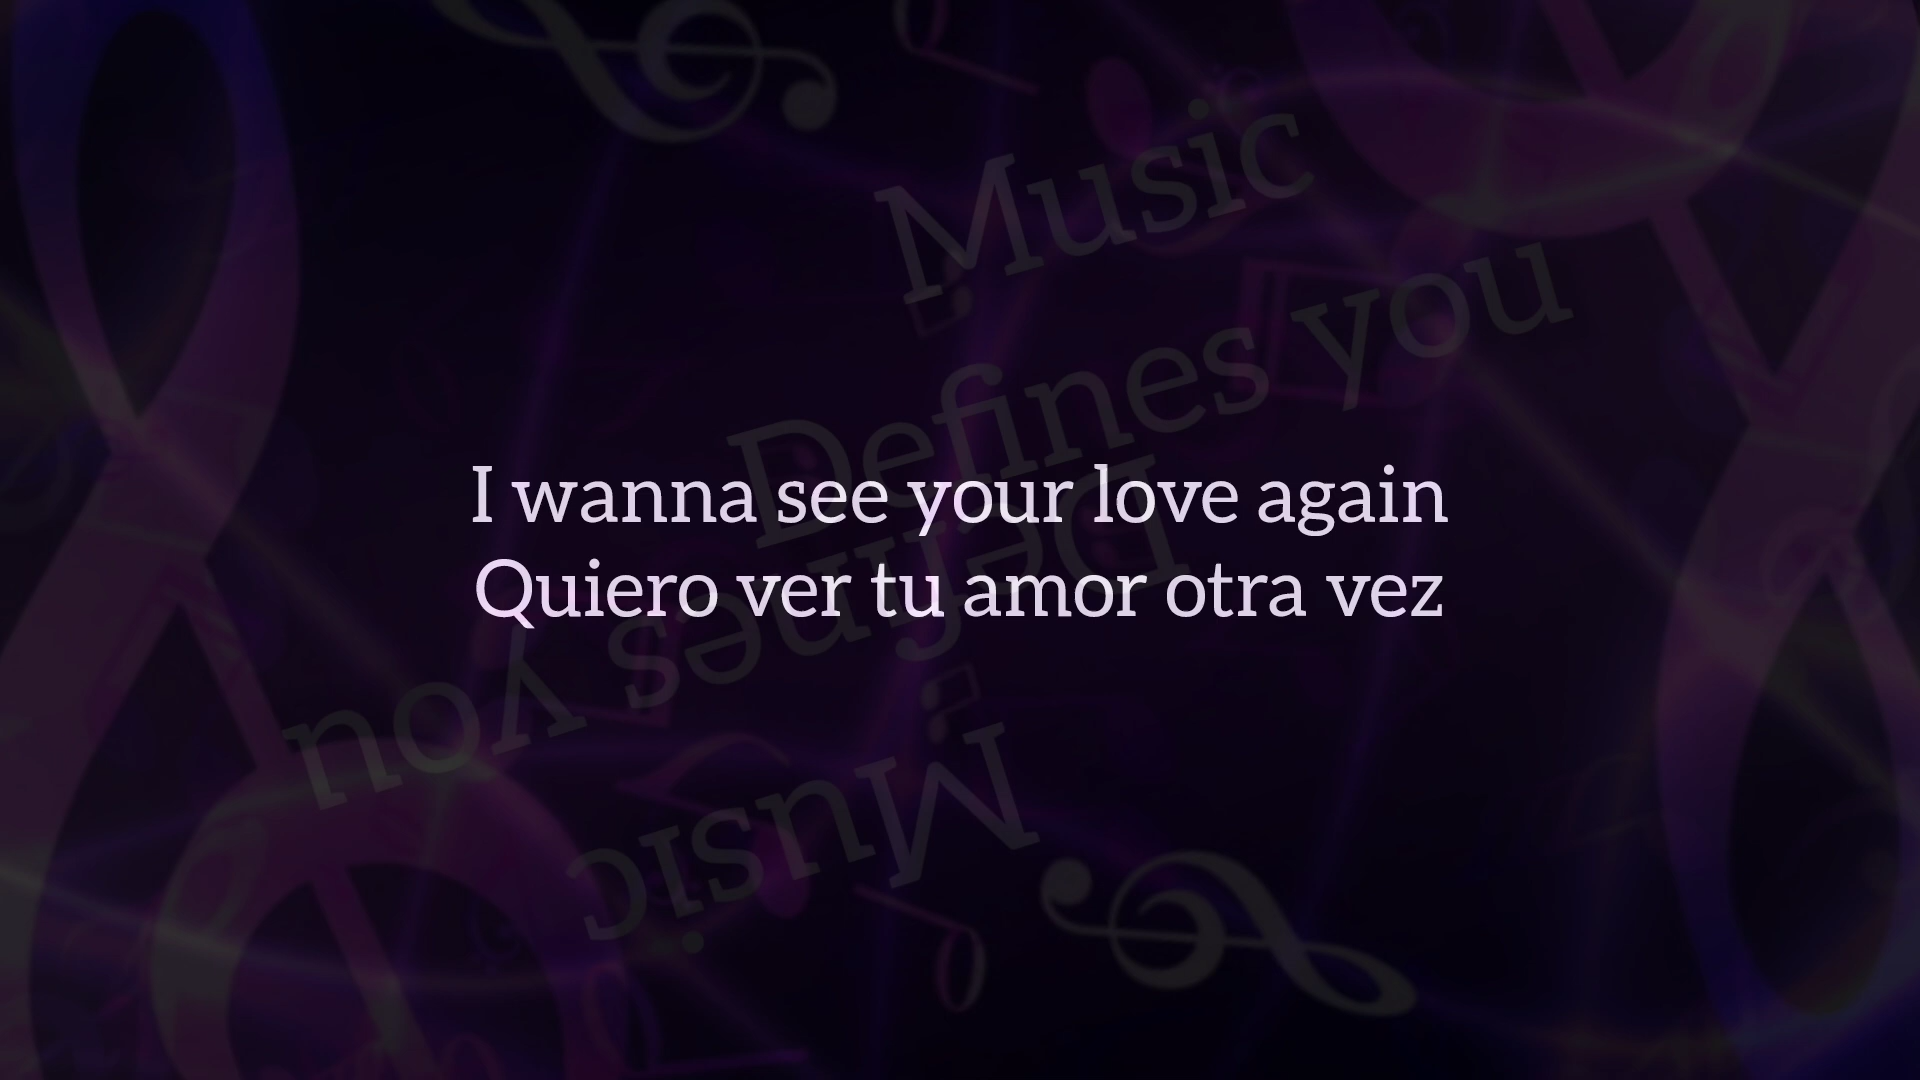 Music
Defines you
I wanna see your love again
Quiero ver tu amor otra vez
Defines you
Music